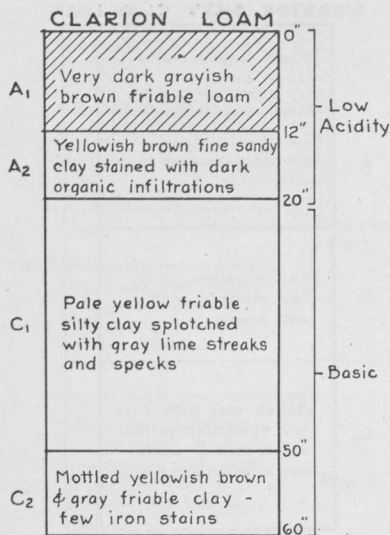 CLARION LOAM
0"
A1
Very dark grayish
brown friable loam
Low
Acidity
12"
A2
Yellowish brown fine sandy
clay stained with dark
organic infiltrations
20"
C1
Pale yellow friable
silty clay splotched
with gray lime streaks
and specks
Basic
50"
C2
Mottled yellowish brown
& gray friable clay -
few iron stains
60"